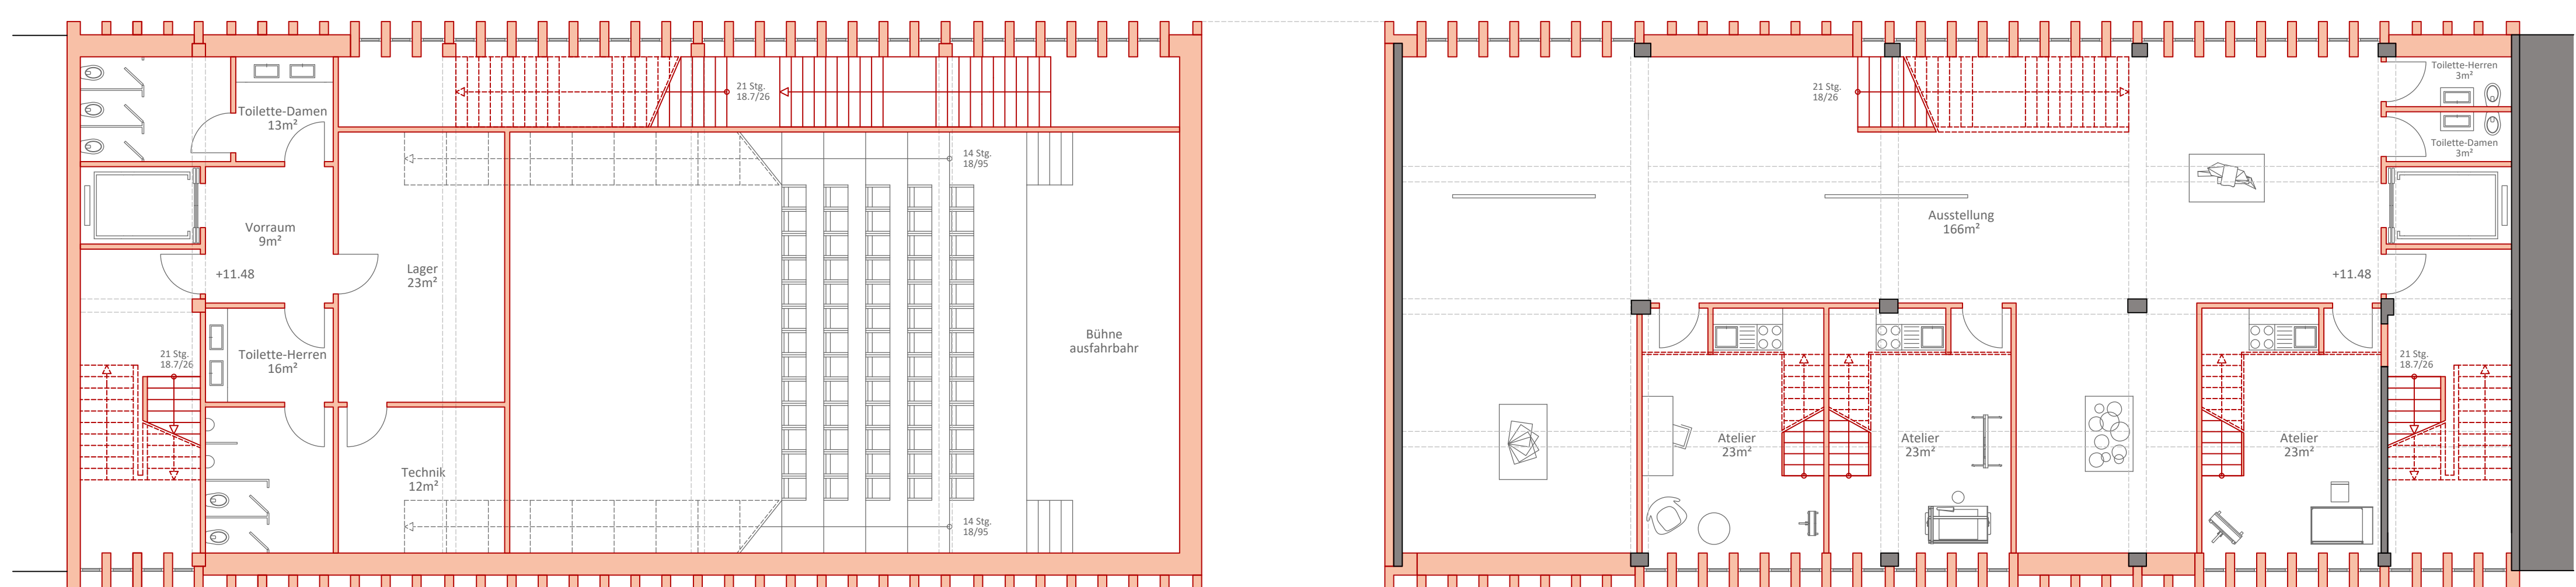 Toilette-Damen
13m²
21 Stg.
18.7/26
14 Stg.
18/95
Vorraum
9m²
+11.48
Lager
23m²
Bühne
ausfahrbahr
21 Stg.
18.7/26
Toilette-Herren
16m²
Technik
12m²
14 Stg.
18/95
21 Stg.
18/26
Toilette-Herren
3m²
Toilette-Damen
3m²
Ausstellung
166m²
+11.48
21 Stg.
18.7/26
Atelier
23m²
Atelier
23m²
Atelier
23m²